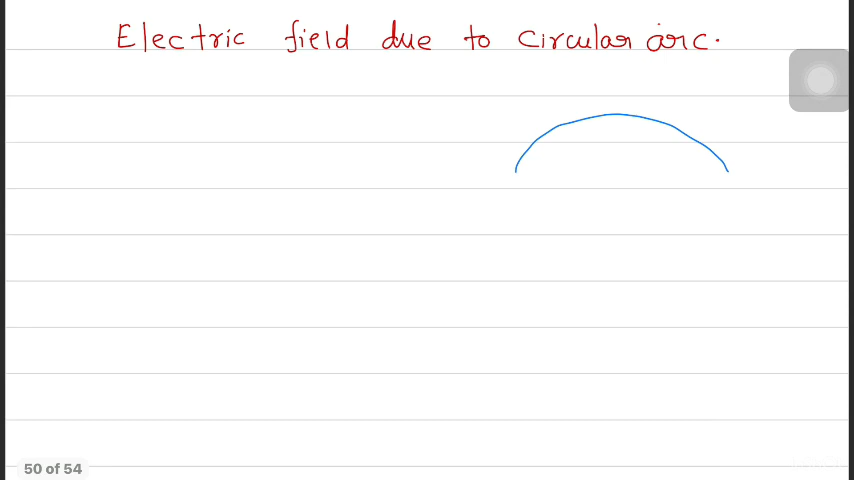 Electric field due to circular arc.
50 of 54